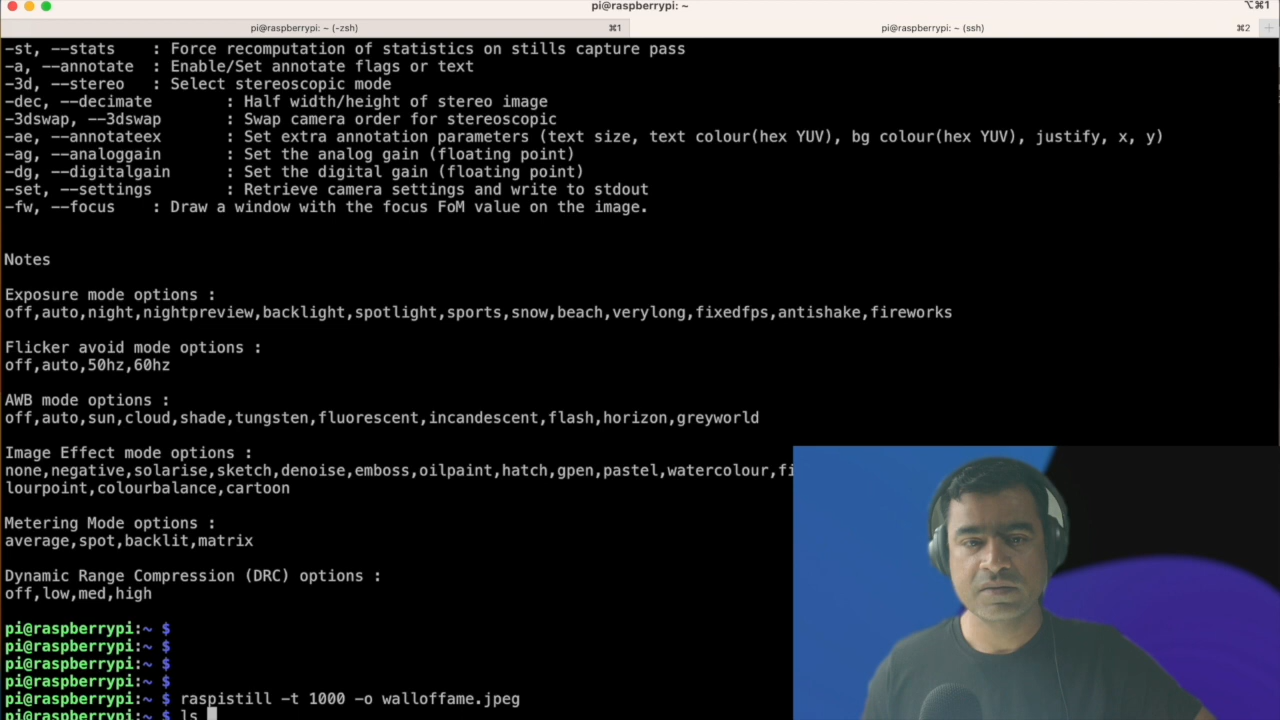 pi@raspberrypi: ~
⌥⌘1
pi@raspberrypi: ~ (-zsh)
⌘1
pi@raspberrypi: ~ (ssh)
⌘2
-st, --stats : Force recomputation of statistics on stills capture pass
-a, --annotate : Enable/Set annotate flags or text
-3d, --stereo : Select stereoscopic mode
-dec, --decimate : Half width/height of stereo image
-3dswap, --3dswap : Swap camera order for stereoscopic
-ae, --annotateex : Set extra annotation parameters (text size, text colour(hex YUV), bg colour(hex YUV), justify, x, y)
-ag, --analoggain : Set the analog gain (floating point)
-dg, --digitalgain : Set the digital gain (floating point)
-set, --settings : Retrieve camera settings and write to stdout
-fw, --focus : Draw a window with the focus FoM value on the image.
Notes
Exposure mode options :
off,auto,night,nightpreview,backlight,spotlight,sports,snow,beach,verylong,fixedfps,antishake,fireworks
Flicker avoid mode options :
off,auto,50hz,60hz
AWB mode options :
off,auto,sun,cloud,shade,tungsten,fluorescent,incandescent,flash,horizon,greyworld
Image Effect mode options :
none,negative,solarise,sketch,denoise,emboss,oilpaint,hatch,gpen,pastel,watercolour,fi
lourpoint,colourbalance,cartoon
Metering Mode options :
average,spot,backlit,matrix
Dynamic Range Compression (DRC) options :
off,low,med,high
pi@raspberrypi:~ $
pi@raspberrypi:~ $
pi@raspberrypi:~ $
pi@raspberrypi:~ $
pi@raspberrypi:~ $ raspistill -t 1000 -o walloffame.jpeg
pi@raspberrypi:~ $ ls